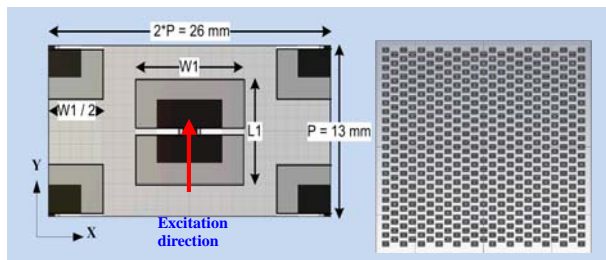 2*P = 26 mm
W1
W1 / 2
L1
P = 13 mm
Y
X
Excitation
direction